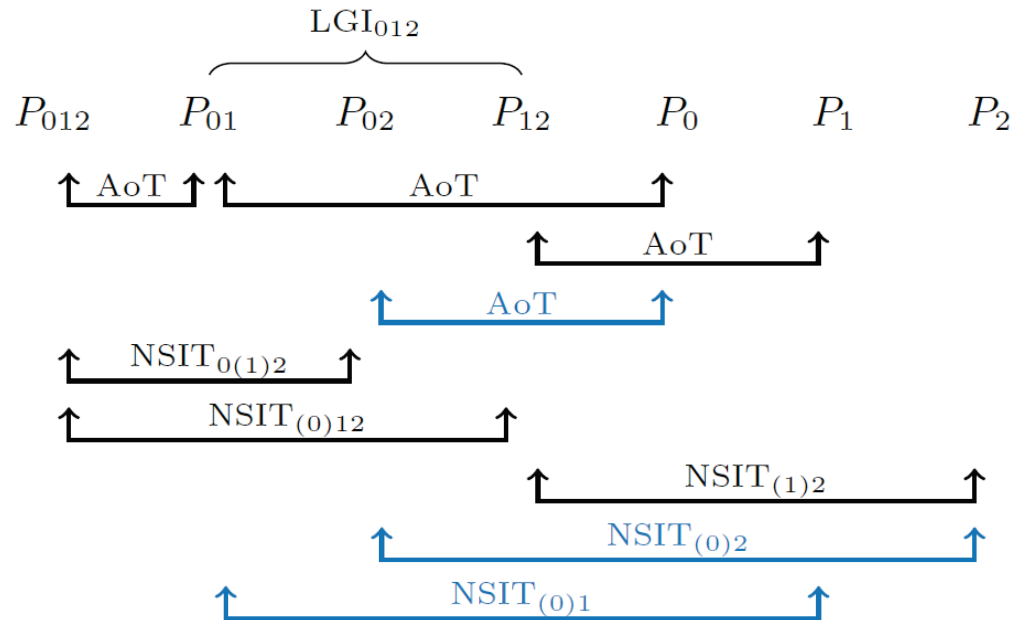 LGI₀₁₂
P₀₁₂ P₀₁ P₀₂ P₁₂ P₀ P₁ P₂
AoT AoT
AoT
AoT
NSIT₀₍₁₎₂
NSIT₍₀₎₁₂
NSIT₍₁₎₂
NSIT₍₀₎₂
NSIT₍₀₎₁